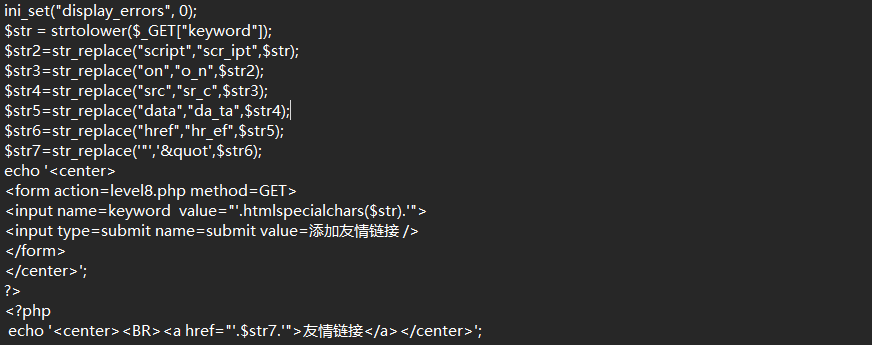 ini_set("display_errors", 0);
$str = strtolower($_GET["keyword"]);
$str2=str_replace("script","scr_ipt",$str);
$str3=str_replace("on","o_n",$str2);
$str4=str_replace("src","sr_c",$str3);
$str5=str_replace("data","da_ta",$str4);
$str6=str_replace("href","hr_ef",$str5);
$str7=str_replace('"','&quot',$str6);
echo '<center>
<form action=level8.php method=GET>
<input name=keyword  value="'.htmlspecialchars($str).'">
<input type=submit name=submit value=添加友情链接 />
</form>
</center>';
?>
<?php
 echo '<center><BR><a href="'.$str7.'">友情链接</a></center>';